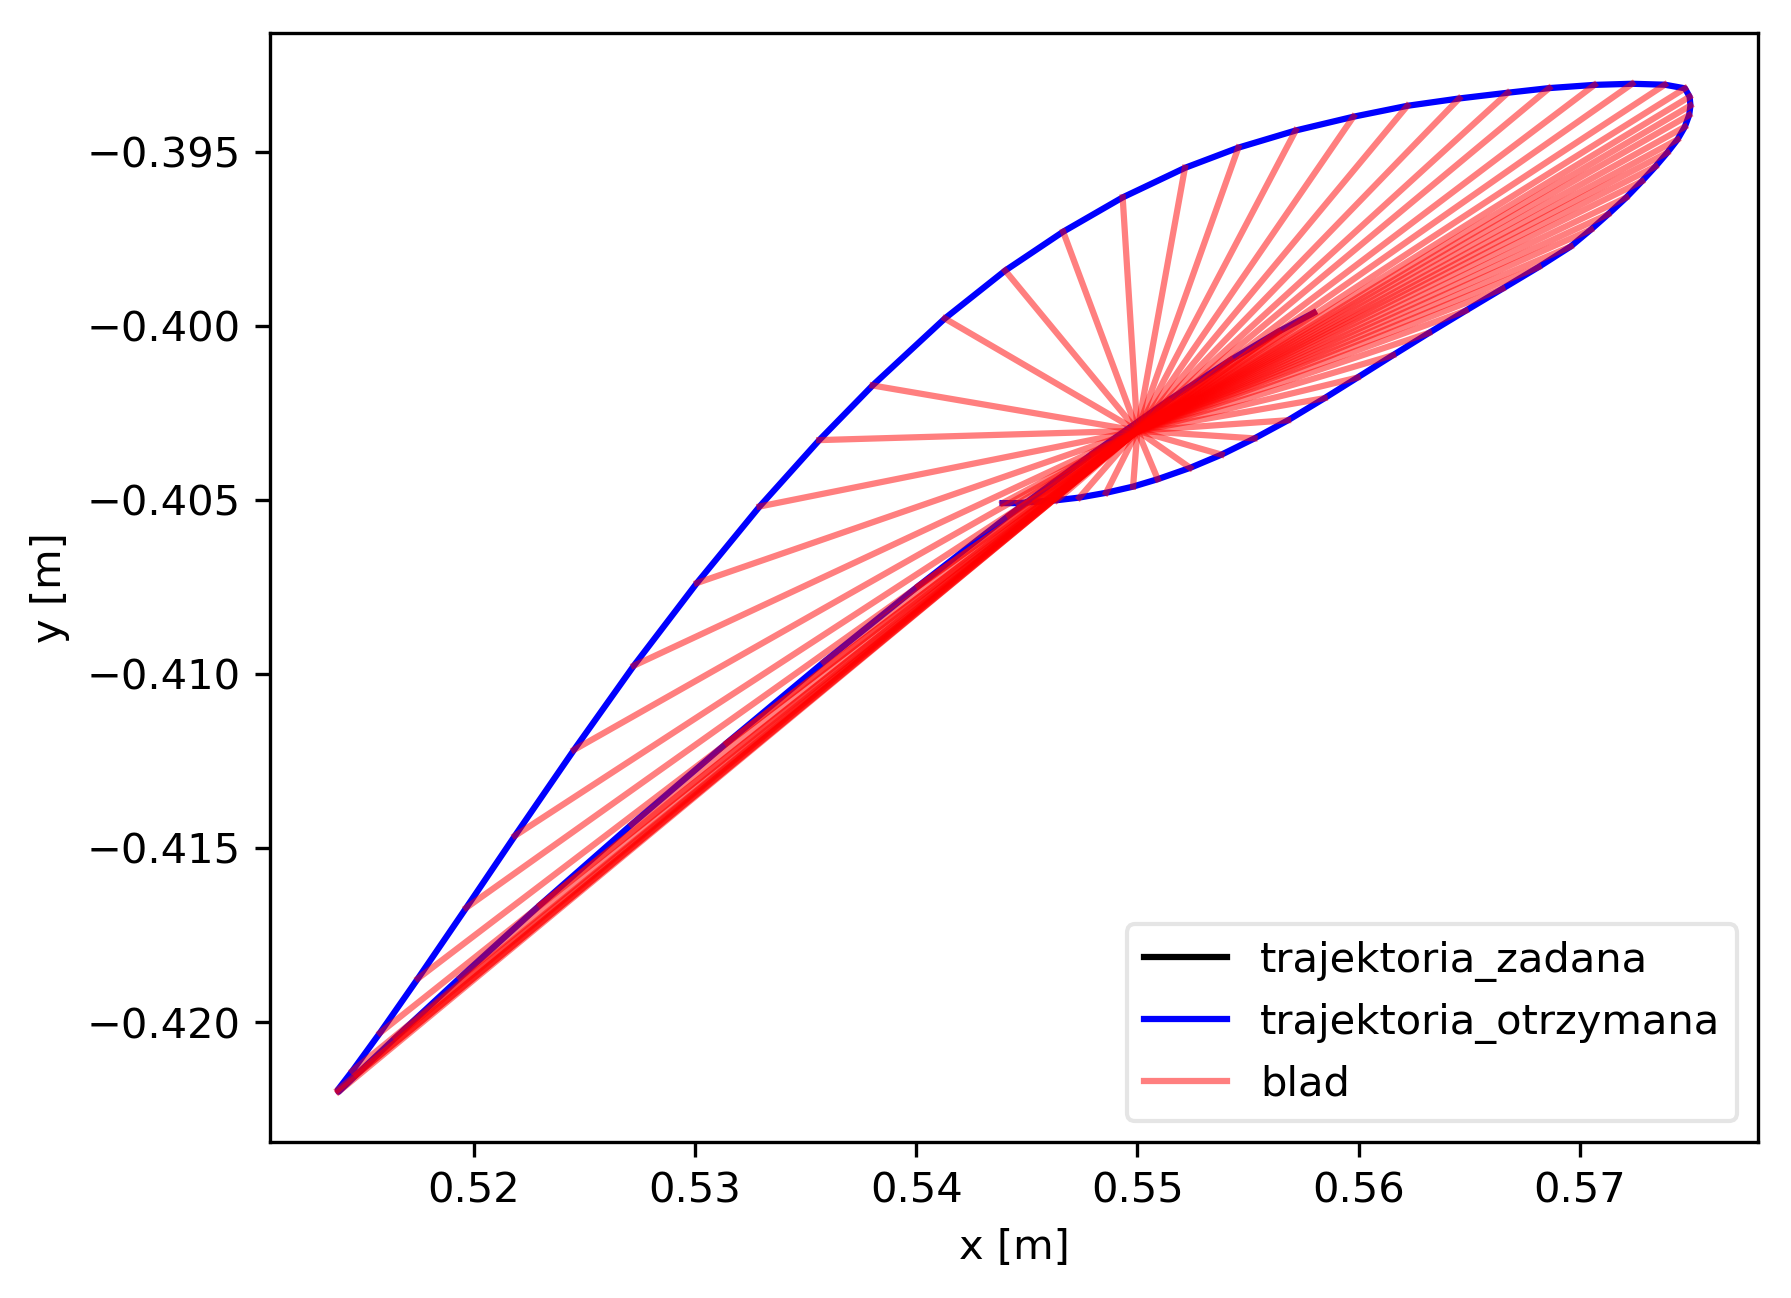 −0.395
−0.400
−0.405
−0.410
−0.415
−0.420
y [m]
trajektoria_zadana
trajektoria_otrzymana
blad
0.52 0.53 0.54 0.55 0.56 0.57
x [m]